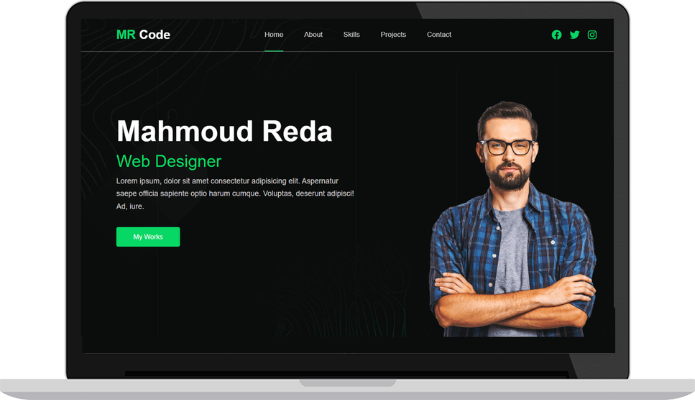 MR Code
Home About Skills Projects Contact
Mahmoud Reda
Web Designer
Lorem ipsum, dolor sit amet consectetur adipisicing elit. Aspernatur
saepe officia sapiente optio harum cumque. Voluptas, deserunt adipisci!
Ad, iure.
My Works